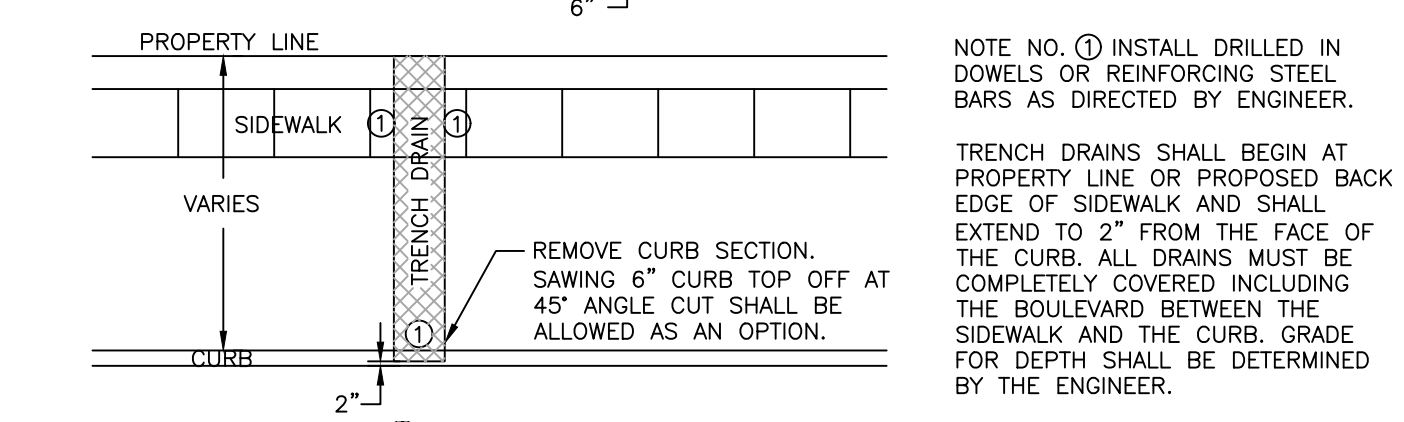 6"
PROPERTY LINE
SIDEWALK
1
1
TRENCH DRAIN
VARIES
REMOVE CURB SECTION.
SAWING 6" CURB TOP OFF AT
45° ANGLE CUT SHALL BE
ALLOWED AS AN OPTION.
1
CURB
2"
NOTE NO. 1 INSTALL DRILLED IN
DOWELS OR REINFORCING STEEL
BARS AS DIRECTED BY ENGINEER.
TRENCH DRAINS SHALL BEGIN AT
PROPERTY LINE OR PROPOSED BACK
EDGE OF SIDEWALK AND SHALL
EXTEND TO 2" FROM THE FACE OF
THE CURB. ALL DRAINS MUST BE
COMPLETELY COVERED INCLUDING
THE BOULEVARD BETWEEN THE
SIDEWALK AND THE CURB. GRADE
FOR DEPTH SHALL BE DETERMINED
BY THE ENGINEER.